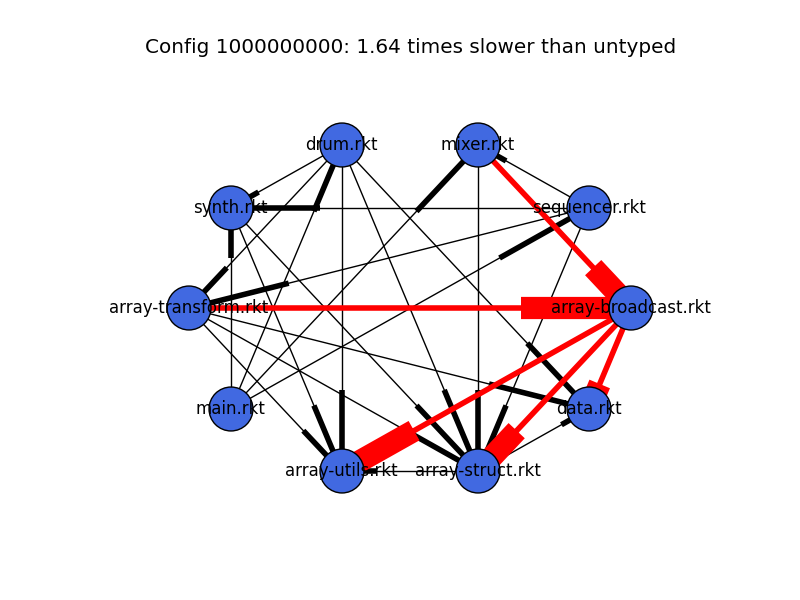 Config 1000000000: 1.64 times slower than untyped
drum.rkt
mixer.rkt
synth.rkt
sequencer.rkt
array-transform.rkt
array-broadcast.rkt
main.rkt
data.rkt
array-utils.rkt
array-struct.rkt